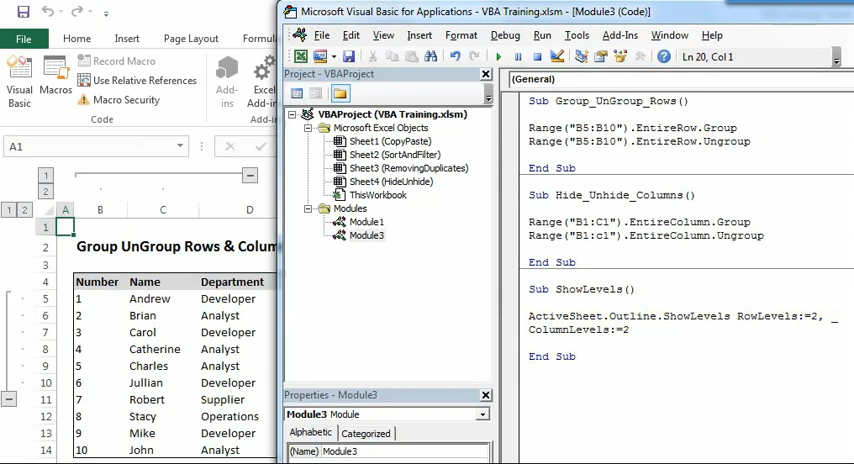 Microsoft Visual Basic for Applications - VBA Training.xlsm - [Module3 (Code)]
File Home Insert Page Layout Formula
Visual Basic
Macros
Record Macro
Use Relative References
Macro Security
Add-ins
Excel Add-in
Code
A1
1
2
1 2
A B C D
1
2 Group UnGroup Rows & Colum
3
4 Number Name Department
5 1 Andrew Developer
6 2 Brian Analyst
7 3 Carol Developer
8 4 Catherine Analyst
9 5 Charles Analyst
10 6 Jullian Developer
11 7 Robert Supplier
12 8 Stacy Operations
13 9 Mike Developer
14 10 John Analyst
File Edit View Insert Format Debug Run Tools Add-Ins Window Help
Ln 20, Col 1
Project - VBAProject
VBAProject (VBA Training.xlsm)
Microsoft Excel Objects
Sheet1 (CopyPaste)
Sheet2 (SortAndFilter)
Sheet3 (RemovingDuplicates)
Sheet4 (HideUnhide)
ThisWorkbook
Modules
Module1
Module3
Properties - Module3
Module3 Module
Alphabetic Categorized
(Name) Module3
(General)
Sub Group_UnGroup_Rows()
Range("B5:B10").EntireRow.Group
Range("B5:B10").EntireRow.Ungroup
End Sub
Sub Hide_Unhide_Columns()
Range("B1:C1").EntireColumn.Group
Range("B1:c1").EntireColumn.Ungroup
End Sub
Sub ShowLevels()
ActiveSheet.Outline.ShowLevels RowLevels:=2, _
ColumnLevels:=2
End Sub